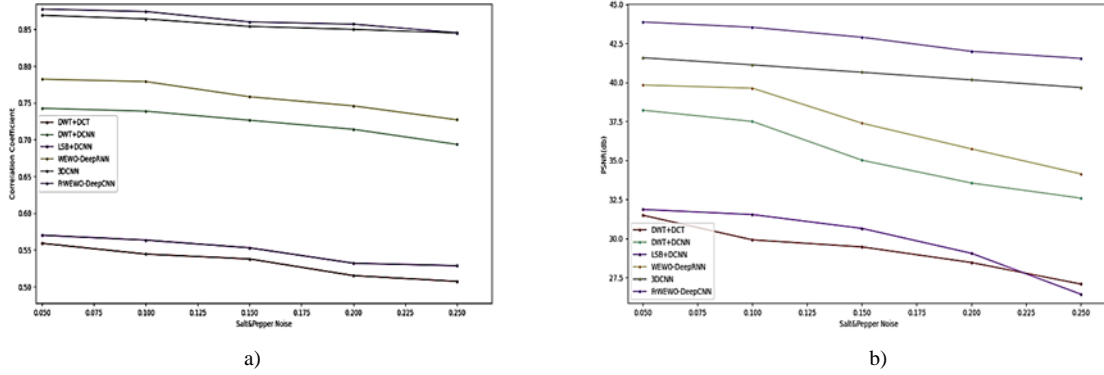 0.85
0.80
0.75
0.70
0.65
0.60
0.55
0.50
Correlation Coefficient
DWT+DCT
DWT+DCNN
LSB+DCNN
WEWO-DeepRNN
3DCNN
FrWEWO-DeepCNN
0.050 0.075 0.100 0.125 0.150 0.175 0.200 0.225 0.250
Salt&Pepper Noise
a)
45.0
42.5
40.0
37.5
35.0
32.5
30.0
27.5
PSNR(db)
DWT+DCT
DWT+DCNN
LSB+DCNN
WEWO-DeepRNN
3DCNN
FrWEWO-DeepCNN
0.050 0.075 0.100 0.125 0.150 0.175 0.200 0.225 0.250
Salt&Pepper Noise
b)